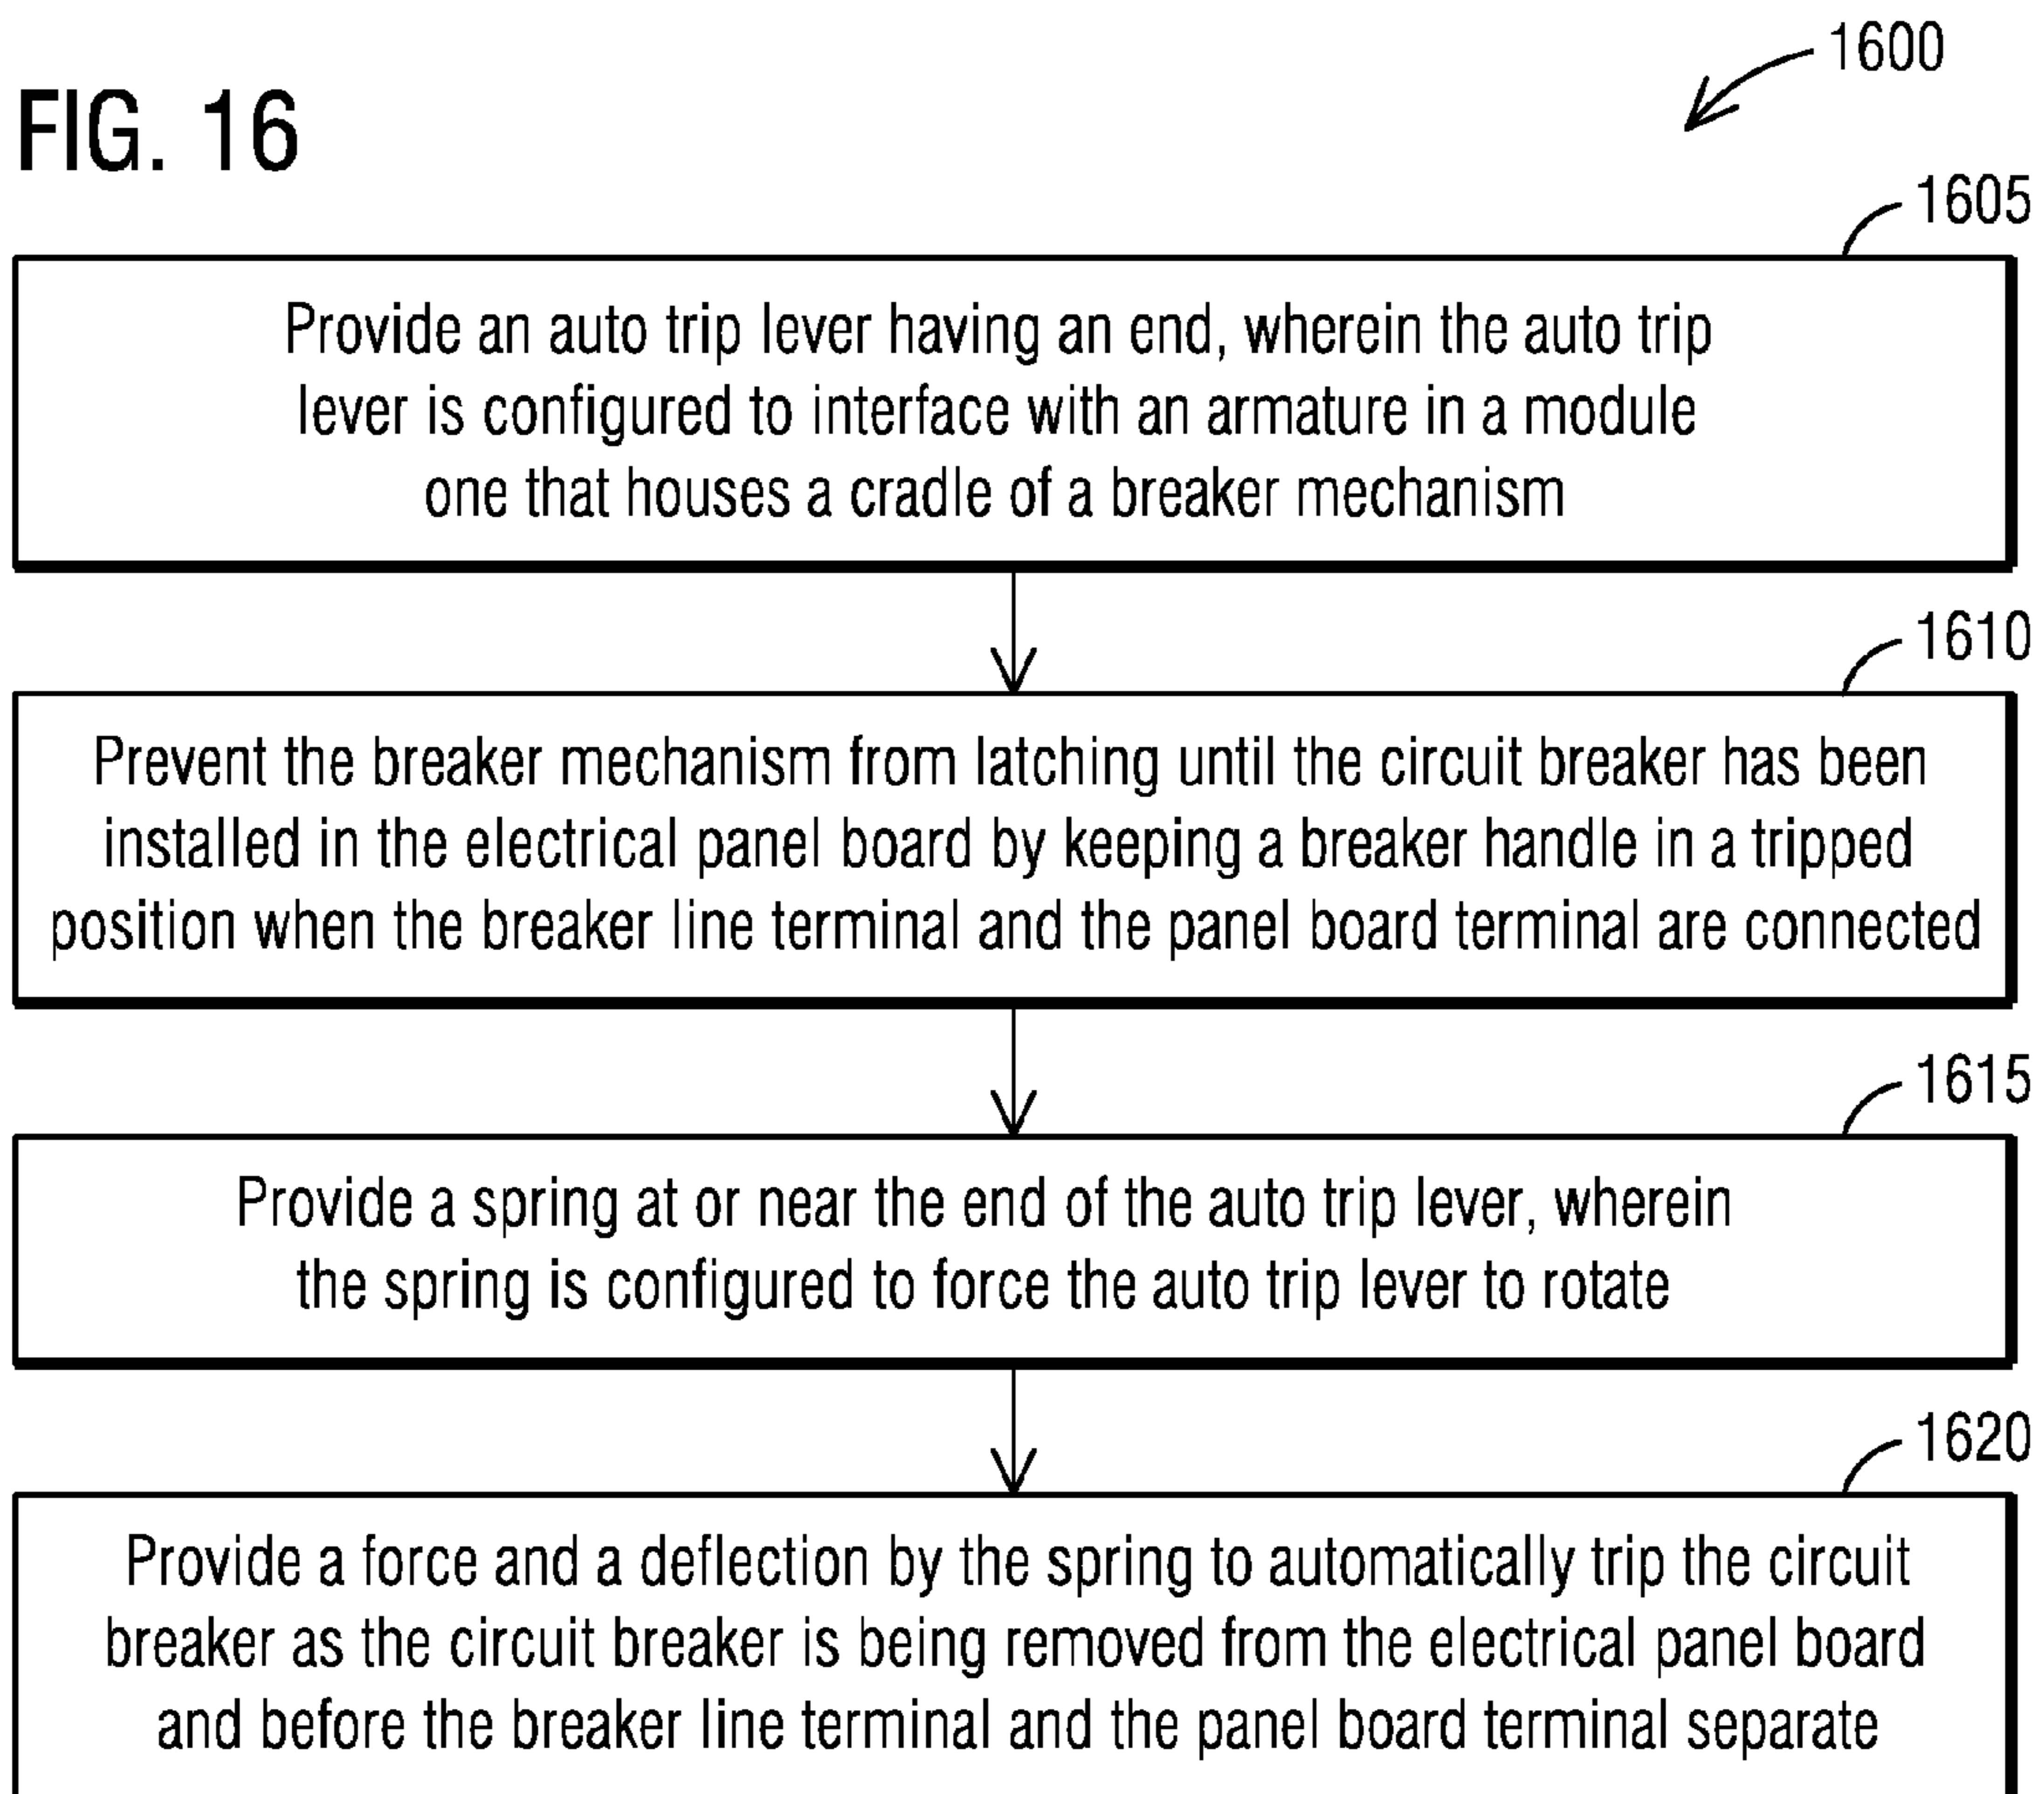 1600
FIG. 16
1605
Provide an auto trip lever having an end, wherein the auto trip
lever is configured to interface with an armature in a module
one that houses a cradle of a breaker mechanism
1610
Prevent the breaker mechanism from latching until the circuit breaker has been
installed in the electrical panel board by keeping a breaker handle in a tripped
position when the breaker line terminal and the panel board terminal are connected
1615
Provide a spring at or near the end of the auto trip lever, wherein
the spring is configured to force the auto trip lever to rotate
1620
Provide a force and a deflection by the spring to automatically trip the circuit
breaker as the circuit breaker is being removed from the electrical panel board
and before the breaker line terminal and the panel board terminal separate